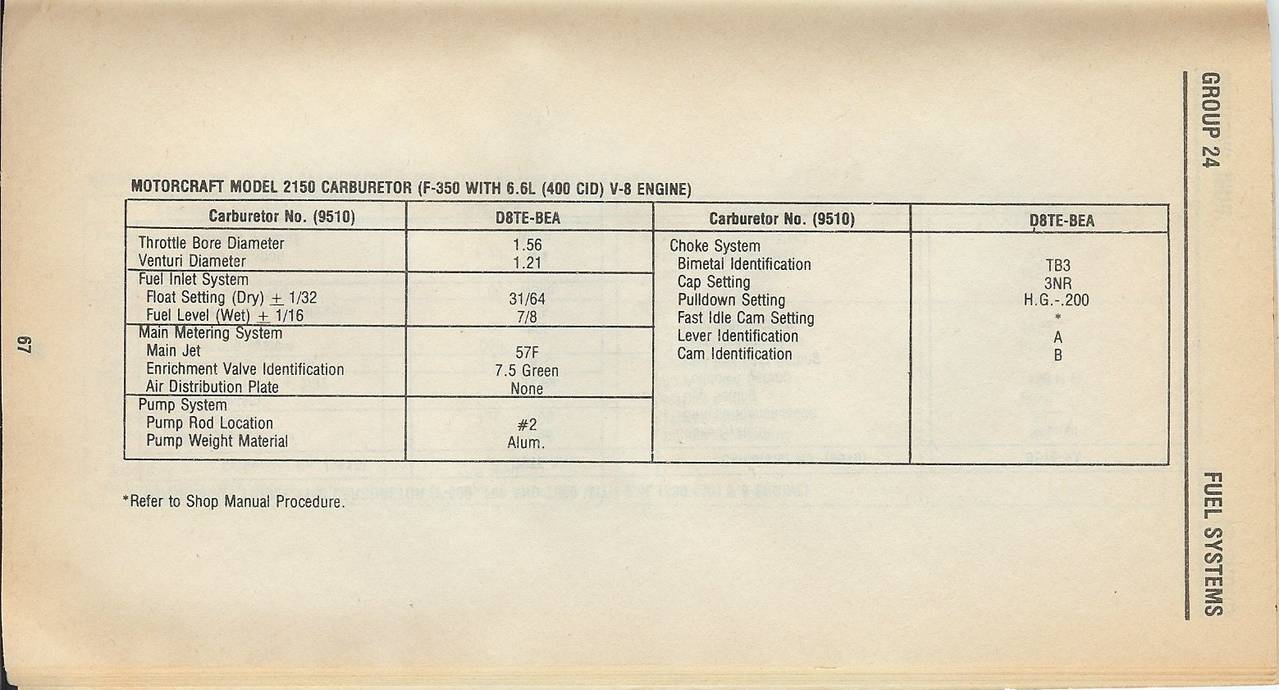 GROUP 24
FUEL SYSTEMS
MOTORCRAFT MODEL 2150 CARBURETOR (F-350 WITH 6.6L (400 CID) V-8 ENGINE)
Carburetor No. (9510) D8TE-BEA
Throttle Bore Diameter 1.56
Venturi Diameter 1.21
Fuel Inlet System
Float Setting (Dry) ± 1/32 31/64
Fuel Level (Wet) ± 1/16 7/8
Main Metering System
Main Jet 57F
Enrichment Valve Identification 7.5 Green
Air Distribution Plate None
Pump System
Pump Rod Location #2
Pump Weight Material Alum.
Carburetor No. (9510) D8TE-BEA
Choke System
Bimetal Identification TB3
Cap Setting 3NR
Pulldown Setting H.G.-.200
Fast Idle Cam Setting *
Lever Identification A
Cam Identification B
*Refer to Shop Manual Procedure.
67